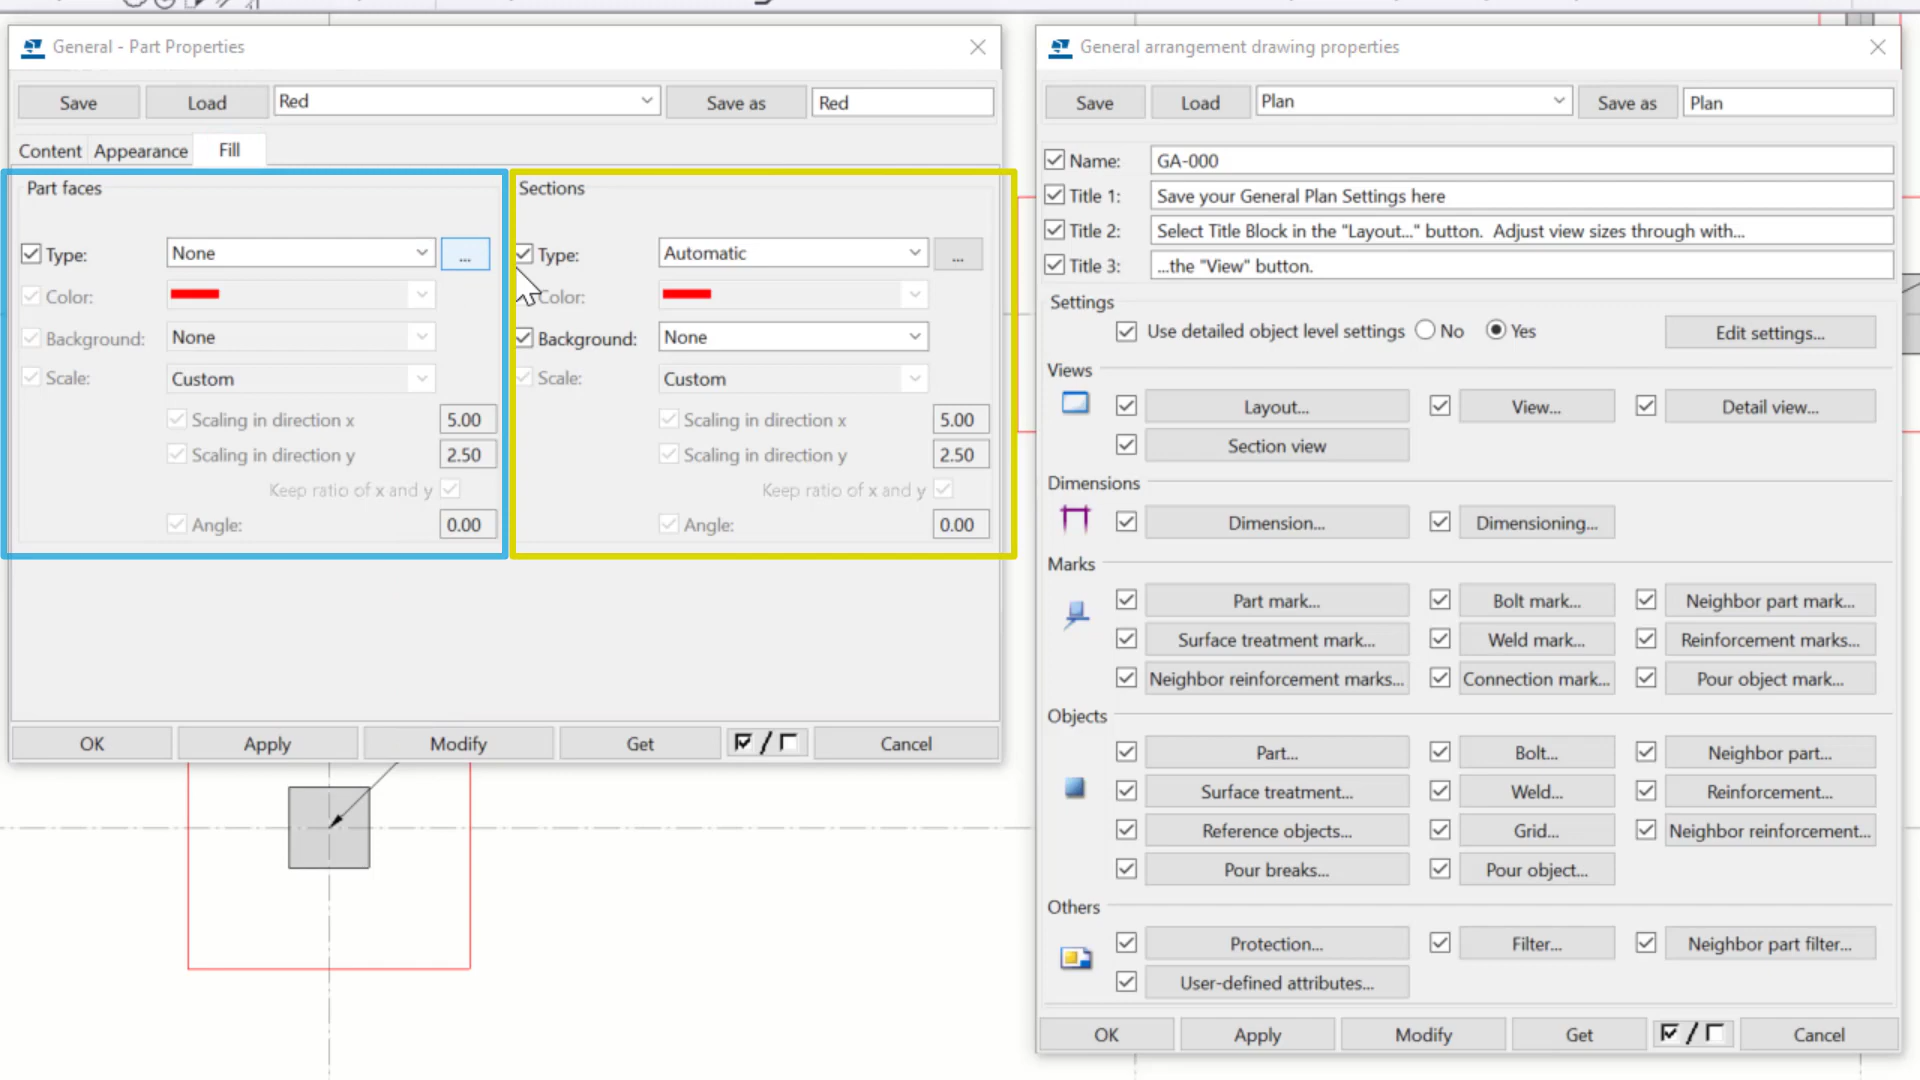 General - Part Properties
Save
Load
Red
Save as
Red
Content
Appearance
Fill
Part faces
Type:
None
...
Color:
Background:
None
Scale:
Custom
Scaling in direction x
5.00
Scaling in direction y
2.50
Keep ratio of x and y
Angle:
0.00
Sections
Type:
Automatic
...
Color:
Background:
None
Scale:
Custom
Scaling in direction x
5.00
Scaling in direction y
2.50
Keep ratio of x and y
Angle:
0.00
OK
Apply
Modify
Get
/
Cancel
General arrangement drawing properties
Save
Load
Plan
Save as
Plan
Name:
GA-000
Title 1:
Save your General Plan Settings here
Title 2:
Select Title Block in the "Layout..." button.  Adjust view sizes through with...
Title 3:
...the "View" button.
Settings
Use detailed object level settings
No
Yes
Edit settings...
Views
Layout...
View...
Detail view...
Section view
Dimensions
Dimension...
Dimensioning...
Marks
Part mark...
Bolt mark...
Neighbor part mark...
Surface treatment mark...
Weld mark...
Reinforcement marks...
Neighbor reinforcement marks...
Connection mark...
Pour object mark...
Objects
Part...
Bolt...
Neighbor part...
Surface treatment...
Weld...
Reinforcement...
Reference objects...
Grid...
Neighbor reinforcement...
Pour breaks...
Pour object...
Others
Protection...
Filter...
Neighbor part filter...
User-defined attributes...
OK
Apply
Modify
Get
/
Cancel